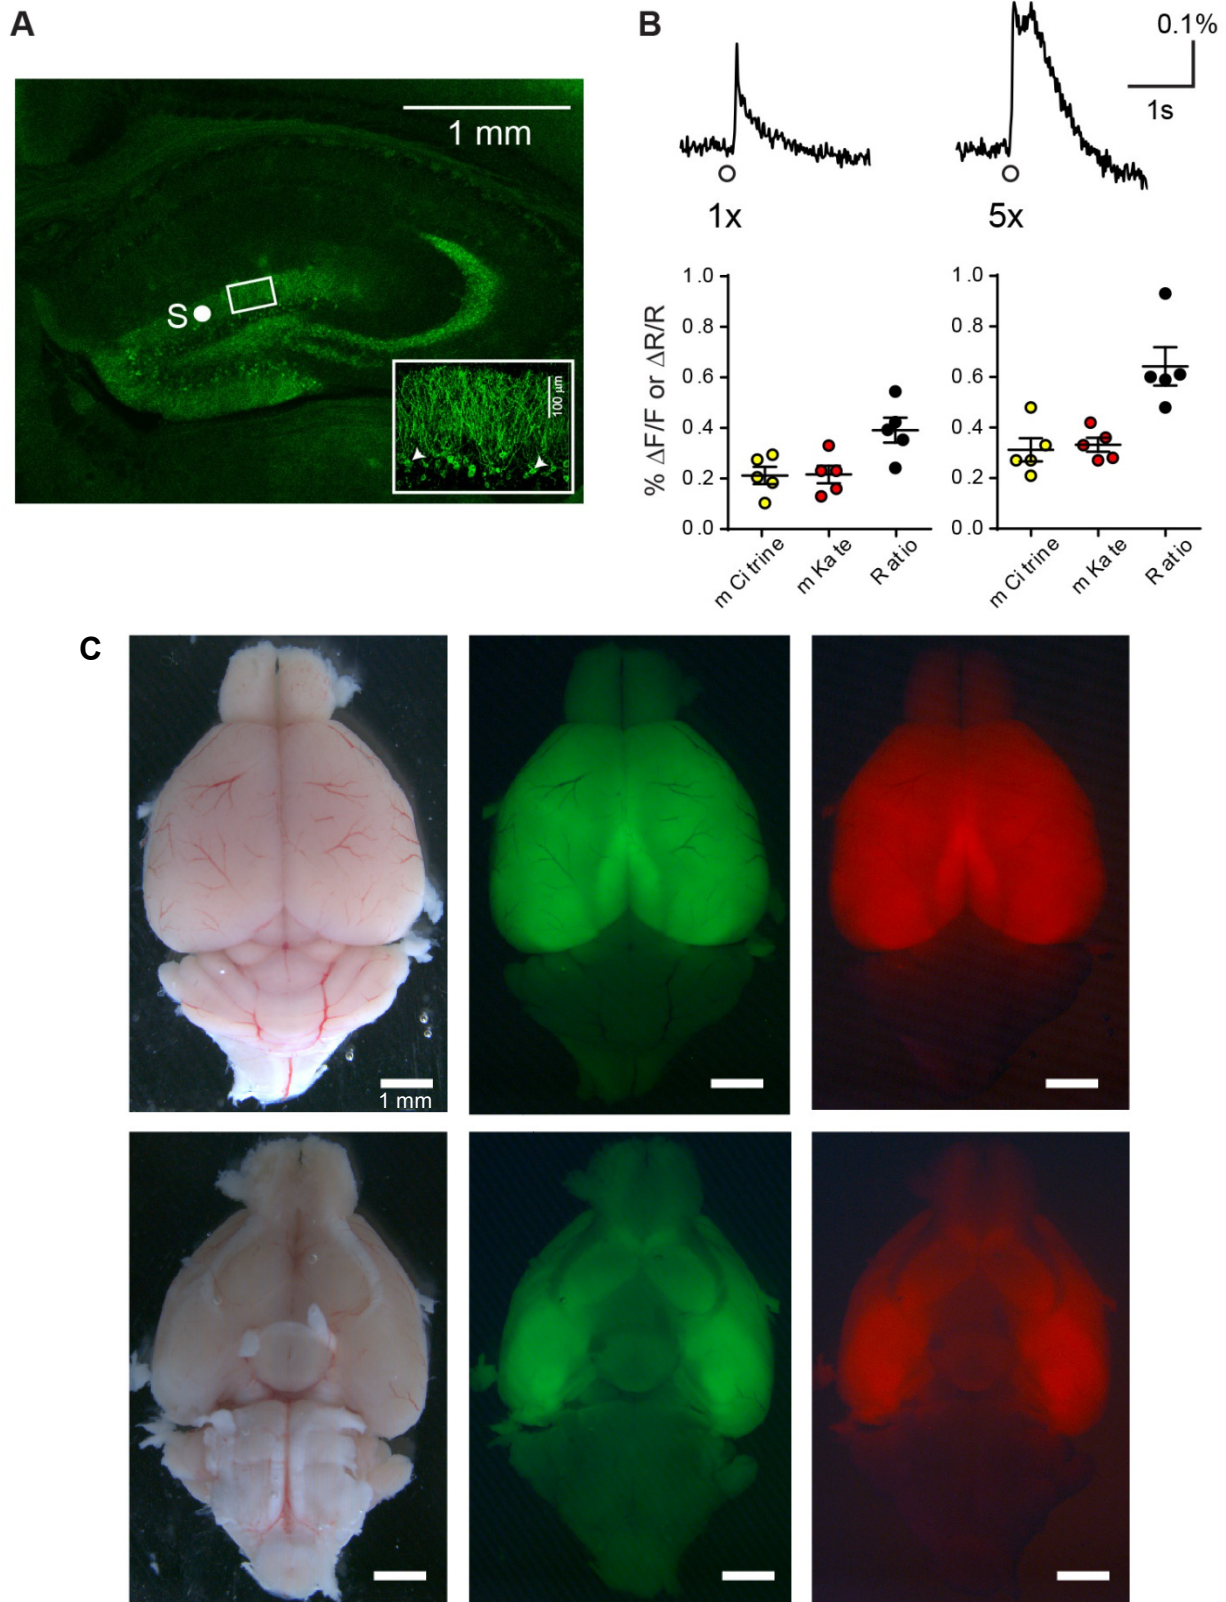 A
1 mm
S
100 µm
B
0.1%
1s
1x
5x
% ΔF/F or ΔR/R
1.0
0.8
0.6
0.4
0.2
0.0
mCitrine
mKate
Ratio
1.0
0.8
0.6
0.4
0.2
0.0
mCitrine
mKate
Ratio
C
1 mm